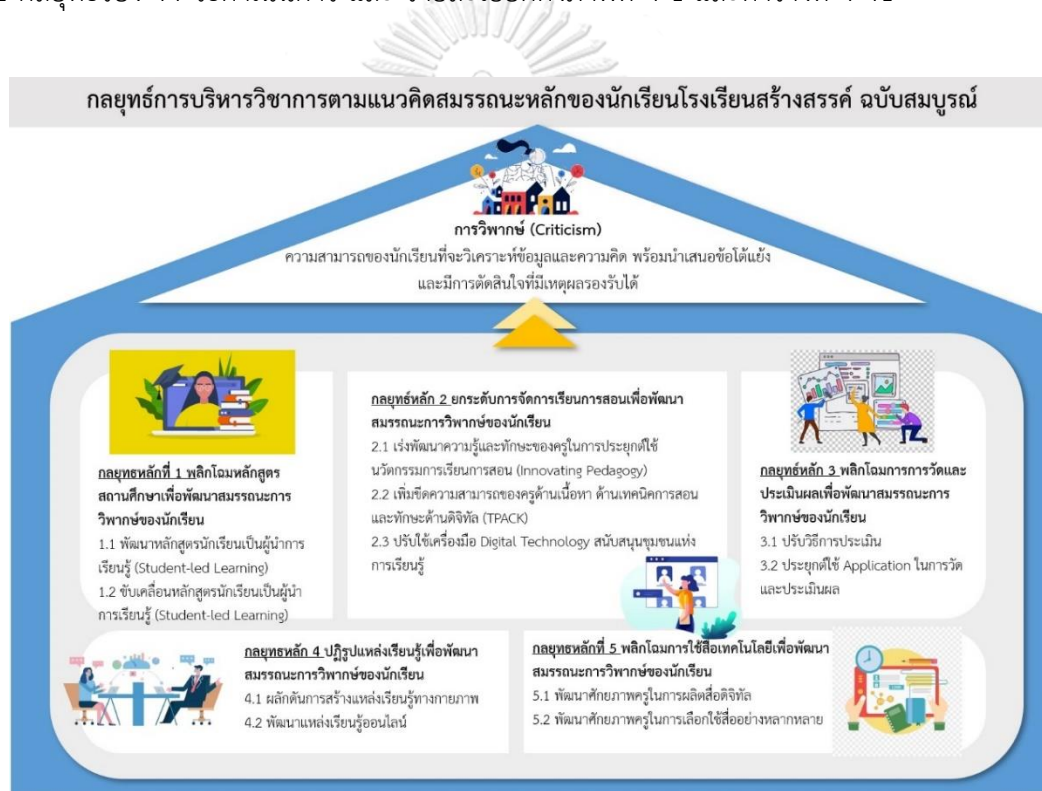 กลยุทธ์การบริหารวิชาการตามแนวคิดสมรรถนะหลักของนักเรียนโรงเรียนสร้างสรรค์ ฉบับสมบูรณ์
การวิพากษ์ (Criticism)
ความสามารถของนักเรียนที่จะวิเคราะห์ข้อมูลและความคิด พร้อมนำเสนอข้อโต้แย้ง
และมีการตัดสินใจที่มีเหตุผลรองรับได้
กลยุทธหลักที่ 1 พลิกโฉมหลักสูตร
สถานศึกษาเพื่อพัฒนาสมรรถนะการ
วิพากษ์ของนักเรียน
1.1 พัฒนาหลักสูตรนักเรียนเป็นผู้นำการ
เรียนรู้ (Student-led Learning)
1.2 ขับเคลื่อนหลักสูตรนักเรียนเป็นผู้นำ
การเรียนรู้ (Student-led Learning)
กลยุทธ์หลัก 2 ยกระดับการจัดการเรียนการสอนเพื่อพัฒนา
สมรรถนะการวิพากษ์ของนักเรียน
2.1 เร่งพัฒนาความรู้และทักษะของครูในการประยุกต์ใช้
นวัตกรรมการเรียนการสอน (Innovating Pedagogy)
2.2 เพิ่มขีดความสามารถของครูด้านเนื้อหา ด้านเทคนิคการสอน
และทักษะด้านดิจิทัล (TPACK)
2.3 ปรับใช้เครื่องมือ Digital Technology สนับสนุนชุมชนแห่ง
การเรียนรู้
กลยุทธ์หลัก 3 พลิกโฉมการการวัดและ
ประเมินผลเพื่อพัฒนาสมรรถนะการ
วิพากษ์ของนักเรียน
3.1 ปรับวิธีการประเมิน
3.2 ประยุกต์ใช้ Application ในการวัด
และประเมินผล
กลยุทธหลัก 4 ปฏิรูปแหล่งเรียนรู้เพื่อพัฒนา
สมรรถนะการวิพากษ์ของนักเรียน
4.1 ผลักดันการสร้างแหล่งเรียนรู้ทางกายภาพ
4.2 พัฒนาแหล่งเรียนรู้ออนไลน์
กลยุทธหลักที่ 5 พลิกโฉมการใช้สื่อเทคโนโลยีเพื่อพัฒนา
สมรรถนะการวิพากษ์ของนักเรียน
5.1 พัฒนาศักยภาพครูในการผลิตสื่อดิจิทัล
5.2 พัฒนาศักยภาพครูในการเลือกใช้สื่ออย่างหลากหลาย